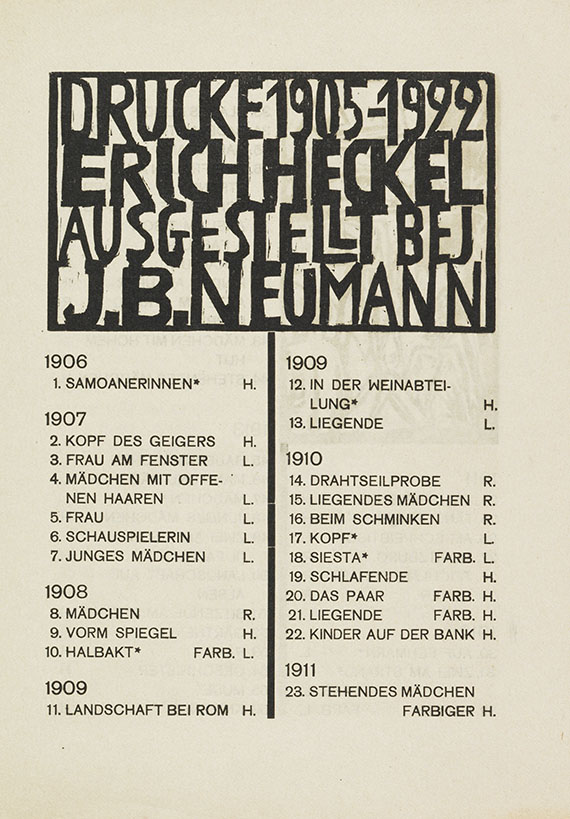 DRUCKE 1905-1922
ERICH HECKEL
AUSGESTELLT BEJ
J.B. NEUMANN
1906
1. SAMOANERINNEN* H.
1907
2. KOPF DES GEIGERS H.
3. FRAU AM FENSTER L.
4. MÄDCHEN MIT OFFE-
NEN HAAREN L.
5. FRAU L.
6. SCHAUSPIELERIN L.
7. JUNGES MÄDCHEN L.
1908
8. MÄDCHEN R.
9. VORM SPIEGEL H.
10. HALBAKT* FARB. L.
1909
11. LANDSCHAFT BEI ROM H.
1909
12. IN DER WEINABTEI-
LUNG* H.
13. LIEGENDE L.
1910
14. DRAHTSEILPROBE R.
15. LIEGENDES MÄDCHEN R.
16. BEIM SCHMINKEN R.
17. KOPF* L.
18. SIESTA* FARB. L.
19. SCHLAFENDE H.
20. DAS PAAR FARB. H.
21. LIEGENDE FARB. H.
22. KINDER AUF DER BANK H.
1911
23. STEHENDES MÄDCHEN
FARBIGER H.